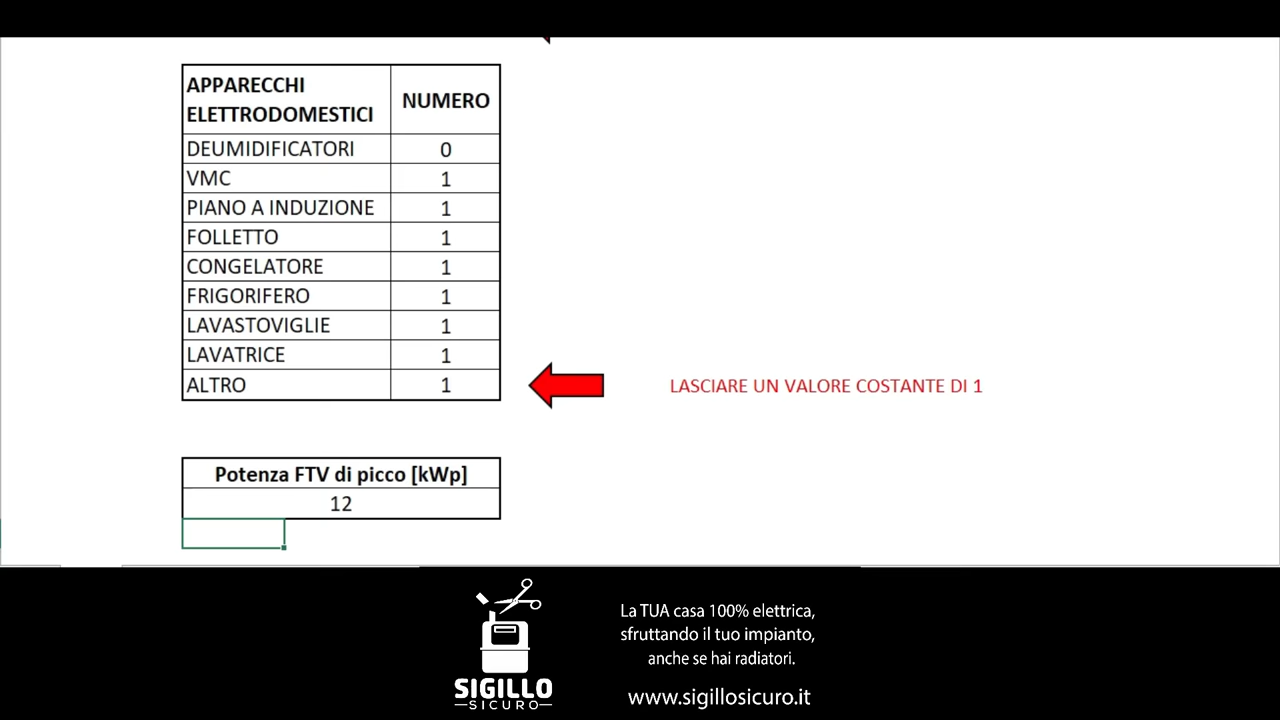 APPARECCHI
ELETTRODOMESTICI
NUMERO
DEUMIDIFICATORI 0
VMC 1
PIANO A INDUZIONE 1
FOLLETTO 1
CONGELATORE 1
FRIGORIFERO 1
LAVASTOVIGLIE 1
LAVATRICE 1
ALTRO 1 LASCIARE UN VALORE COSTANTE DI 1
Potenza FTV di picco [kWp]
12
SIGILLO
SICURO
La TUA casa 100% elettrica,
sfruttando il tuo impianto,
anche se hai radiatori.
www.sigillosicuro.it